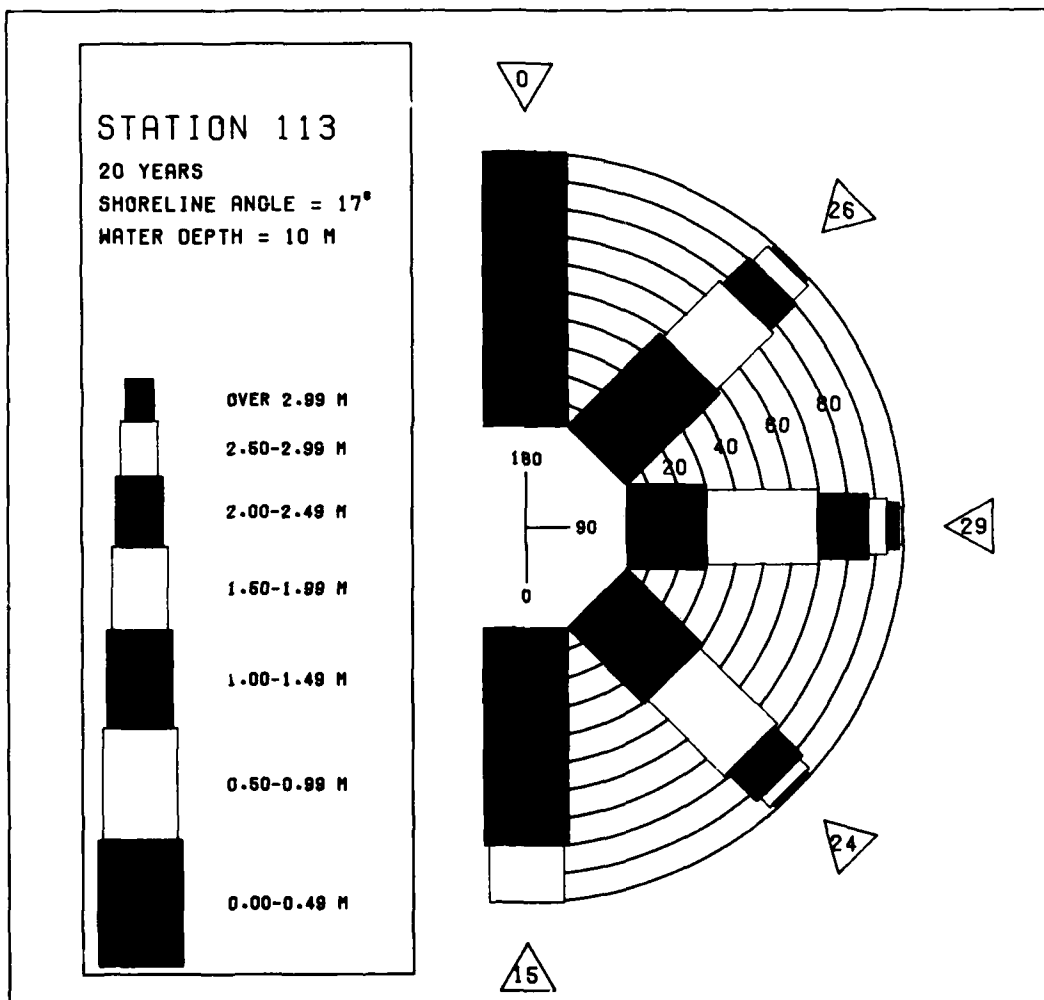 STATION 113
20 YEARS
SHORELINE ANGLE = 17°
WATER DEPTH = 10 M
OVER 2.99 M
2.50-2.99 M
2.00-2.49 M
1.50-1.99 M
1.00-1.49 M
0.50-0.99 M
0.00-0.49 M
0
26
80
60
40
20
180
90
0
29
24
15